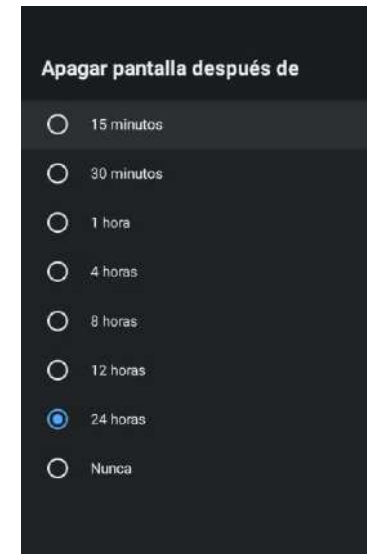 Apagar pantalla después de
15 minutos
30 minutos
1 hora
4 horas
8 horas
12 horas
24 horas
Nunca